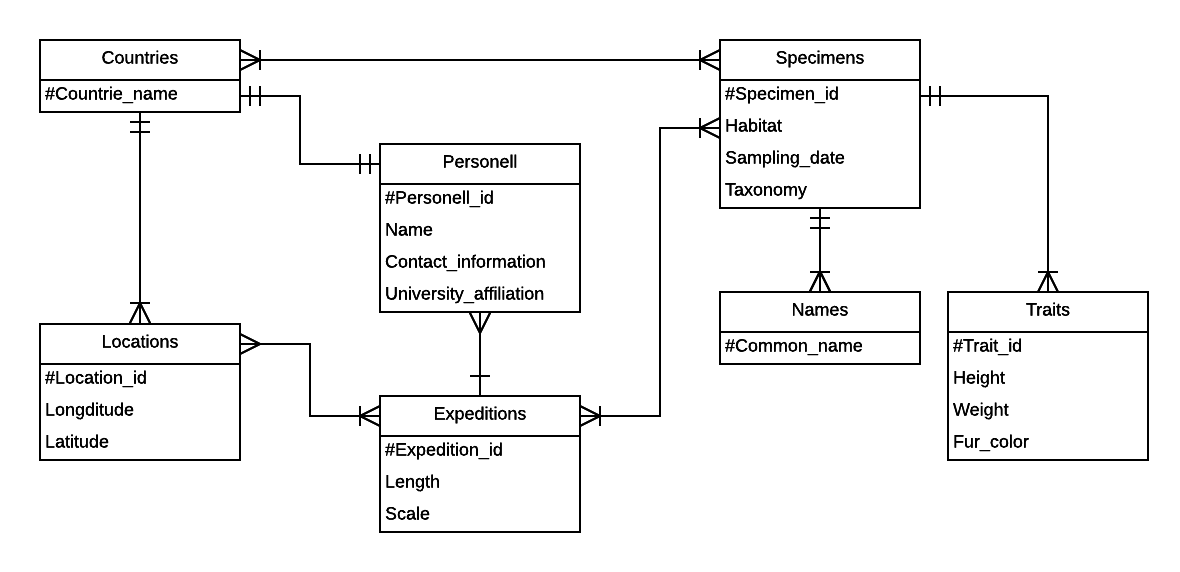 Countries
#Countrie_name
Specimens
#Specimen_id
Habitat
Sampling_date
Taxonomy
Personell
#Personell_id
Name
Contact_information
University_affiliation
Locations
#Location_id
Longditude
Latitude
Expeditions
#Expedition_id
Length
Scale
Names
#Common_name
Traits
#Trait_id
Height
Weight
Fur_color